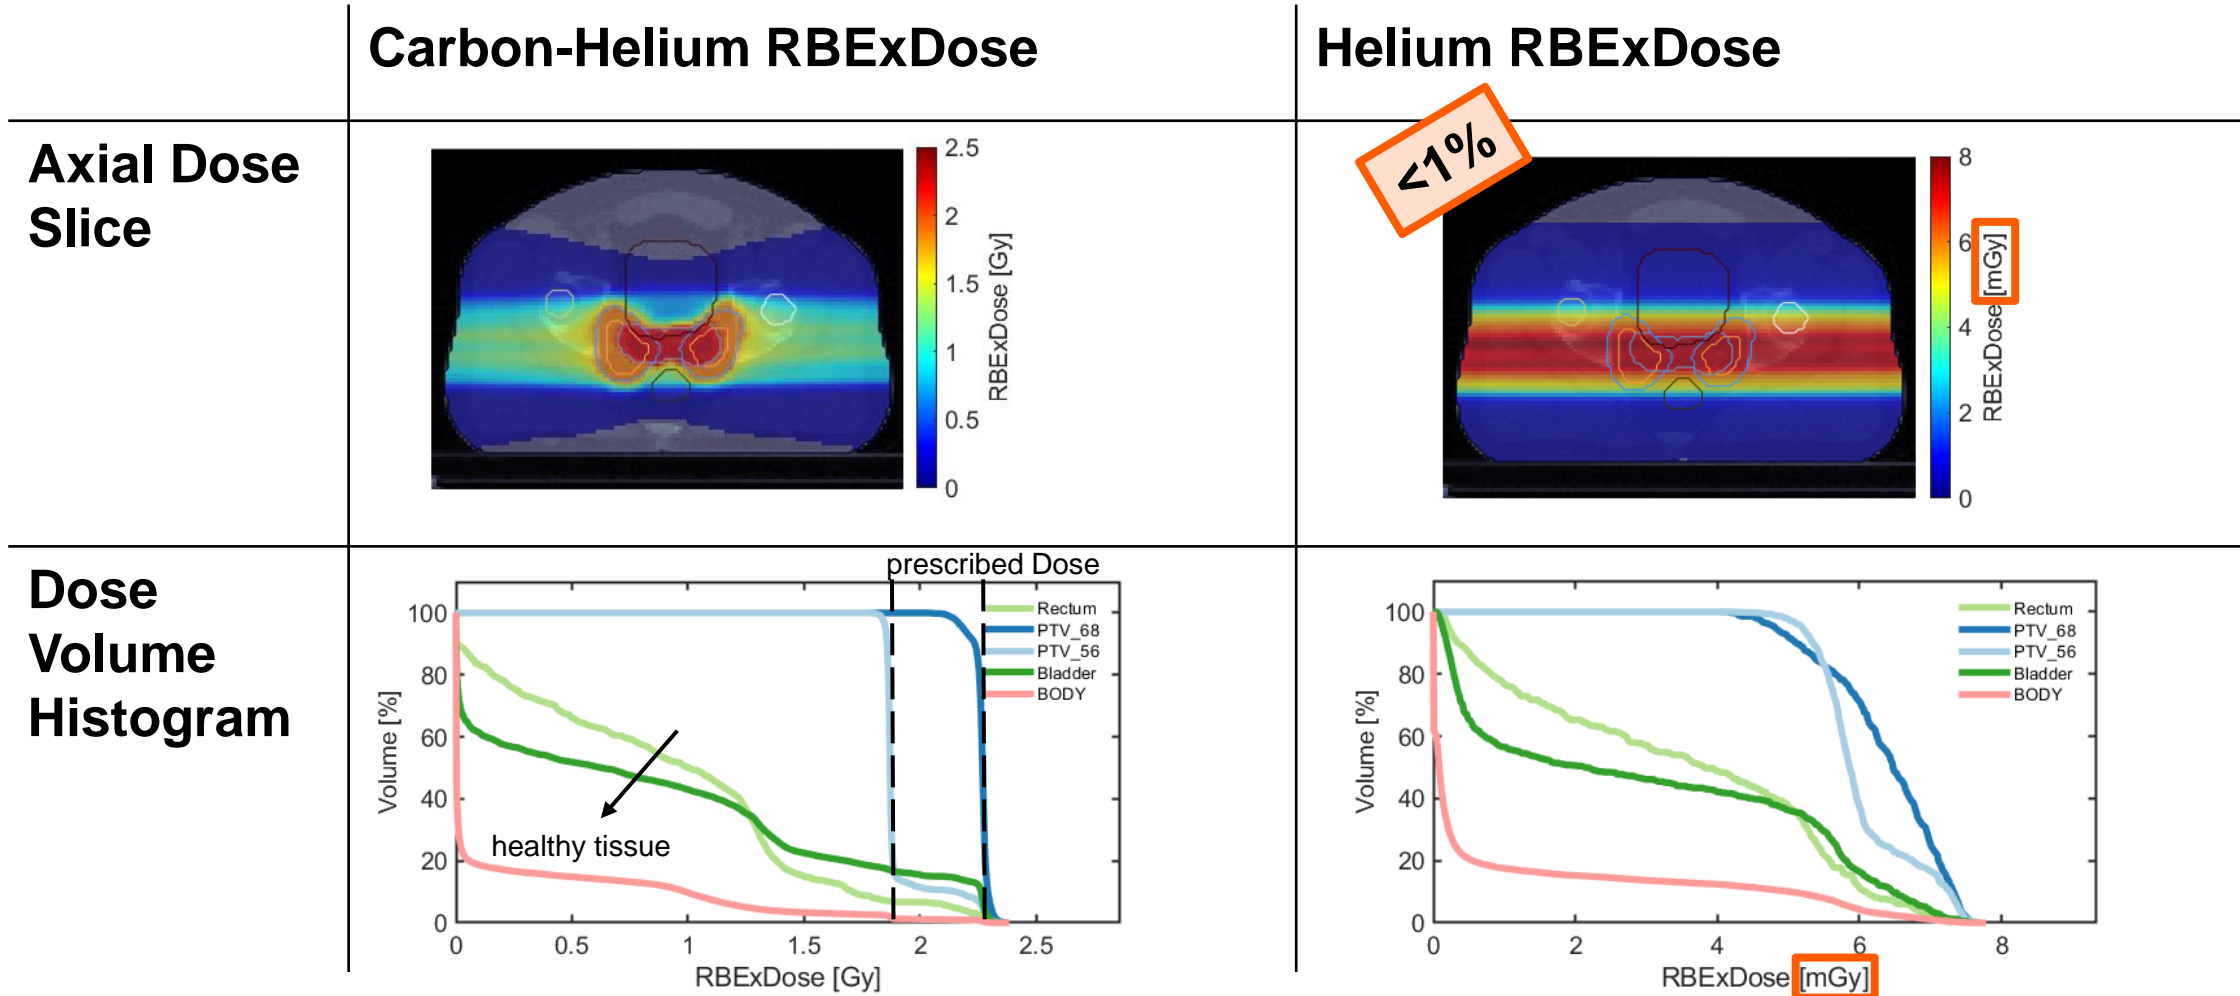 Carbon-Helium RBExDose
Helium RBExDose
Axial Dose
Slice
2.5
2
1.5
1
0.5
0
RBExDose [Gy]
<1%
8
6
4
2
0
RBExDose [mGy]
Dose
Volume
Histogram
prescribed Dose
Rectum
PTV_68
PTV_56
Bladder
BODY
healthy tissue
100
80
60
40
20
0
Volume [%]
0
0.5
1
1.5
2
2.5
RBExDose [Gy]
Rectum
PTV_68
PTV_56
Bladder
BODY
100
80
60
40
20
0
Volume [%]
0
2
4
6
8
RBExDose [mGy]